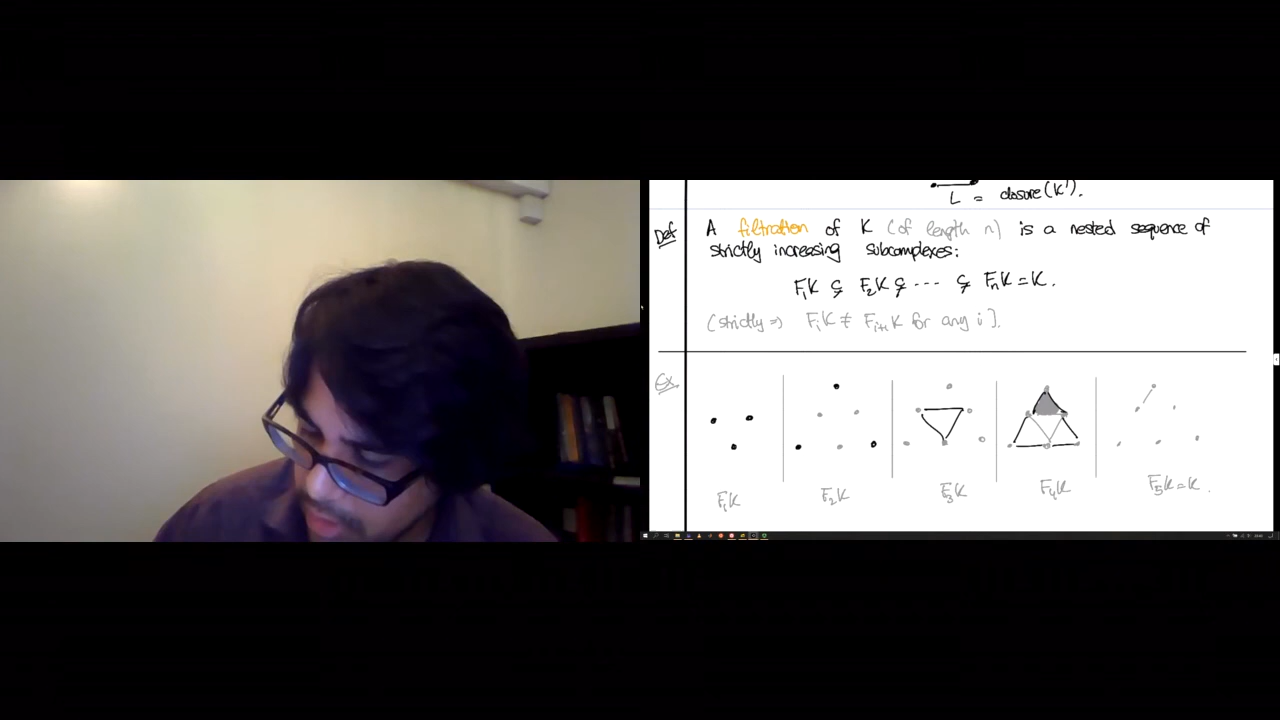 L = closure(K').
Def A filtration of K (of length n) is a nested sequence of
strictly increasing subcomplexes:
F₁K ⊊ F₂K ⊊ ··· ⊊ FₙK = K.
(strictly => FᵢK ≠ Fᵢ₊₁K for any i).
Ex
F₁K F₂K F₃K F₄K F₅K = K.